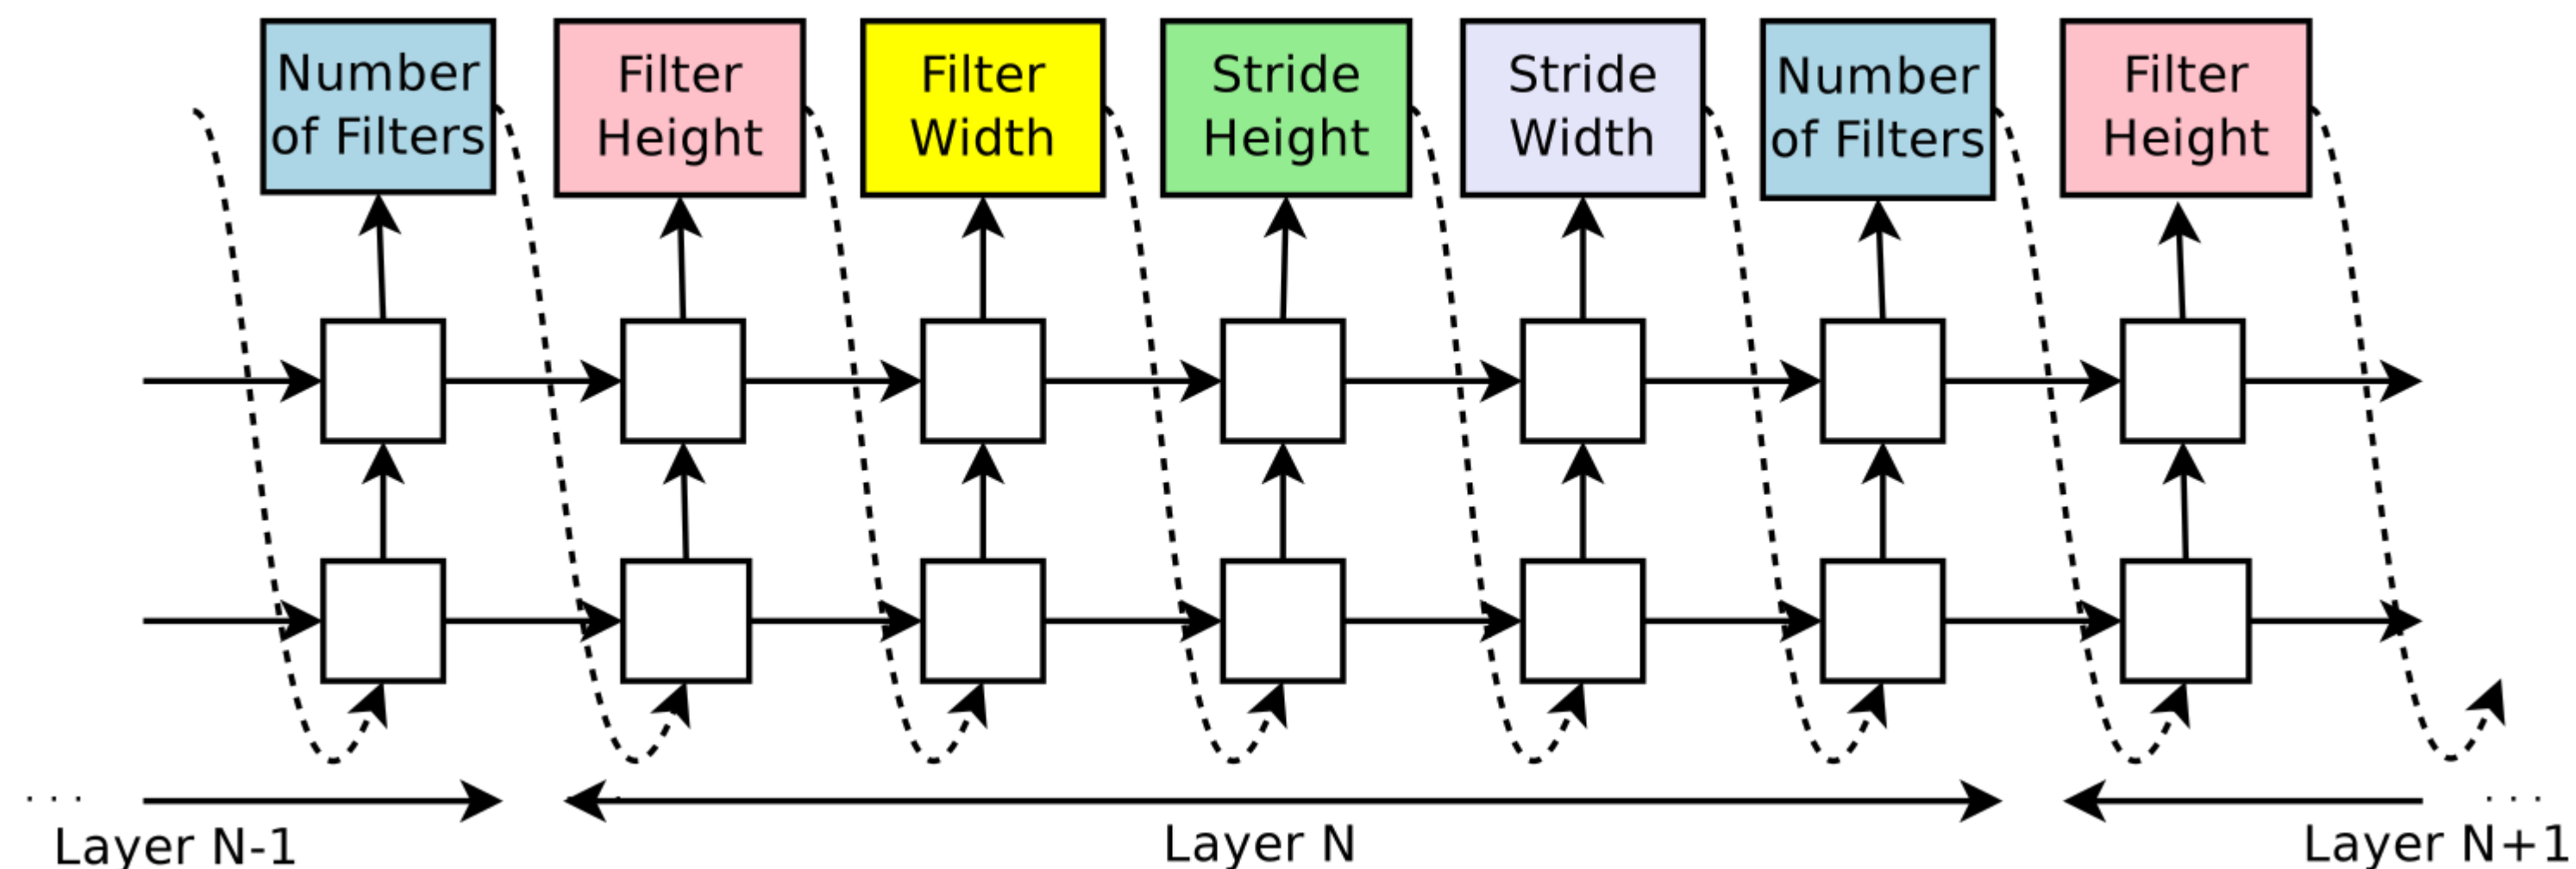 Number
of Filters
Filter
Height
Filter
Width
Stride
Height
Stride
Width
Number
of Filters
Filter
Height
. . .
. . .
Layer N-1
Layer N
Layer N+1